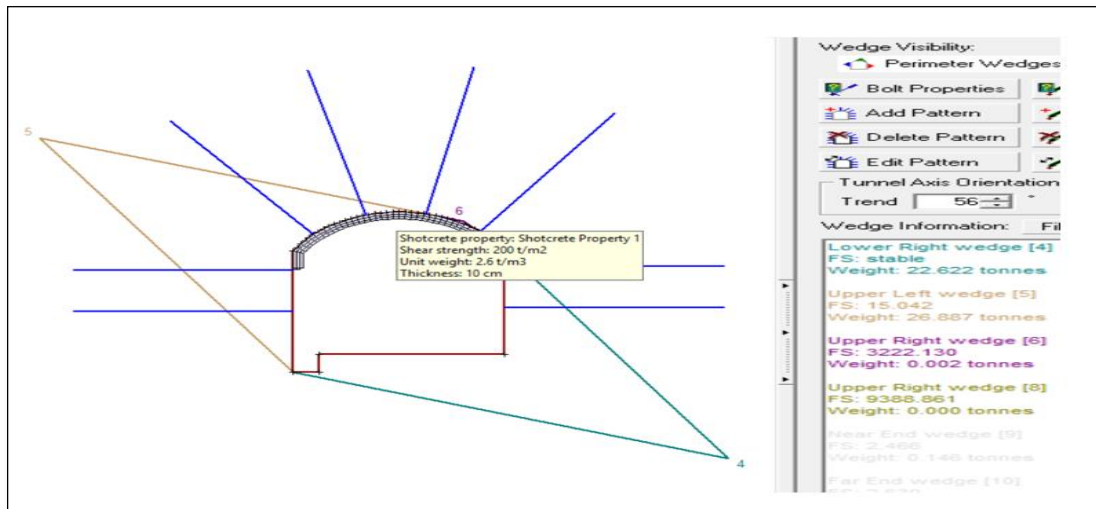 5
6
Shotcrete property: Shotcrete Property 1
Shear strength: 200 t/m2
Unit weight: 2.6 t/m3
Thickness: 10 cm
4
Wedge Visibility:
Perimeter Wedges
Bolt Properties
Add Pattern
Delete Pattern
Edit Pattern
Tunnel Axis Orientation
Trend 56 °
Wedge Information: Fil
Lower Right wedge [4]
FS: stable
Weight: 22.622 tonnes
Upper Left wedge [5]
FS: 15.042
Weight: 26.887 tonnes
Upper Right wedge [6]
FS: 3222.130
Weight: 0.002 tonnes
Upper Right wedge [8]
FS: 9388.861
Weight: 0.000 tonnes
Near End wedge [9]
FS: 2.466
Weight: 0.146 tonnes
Far End wedge [10]